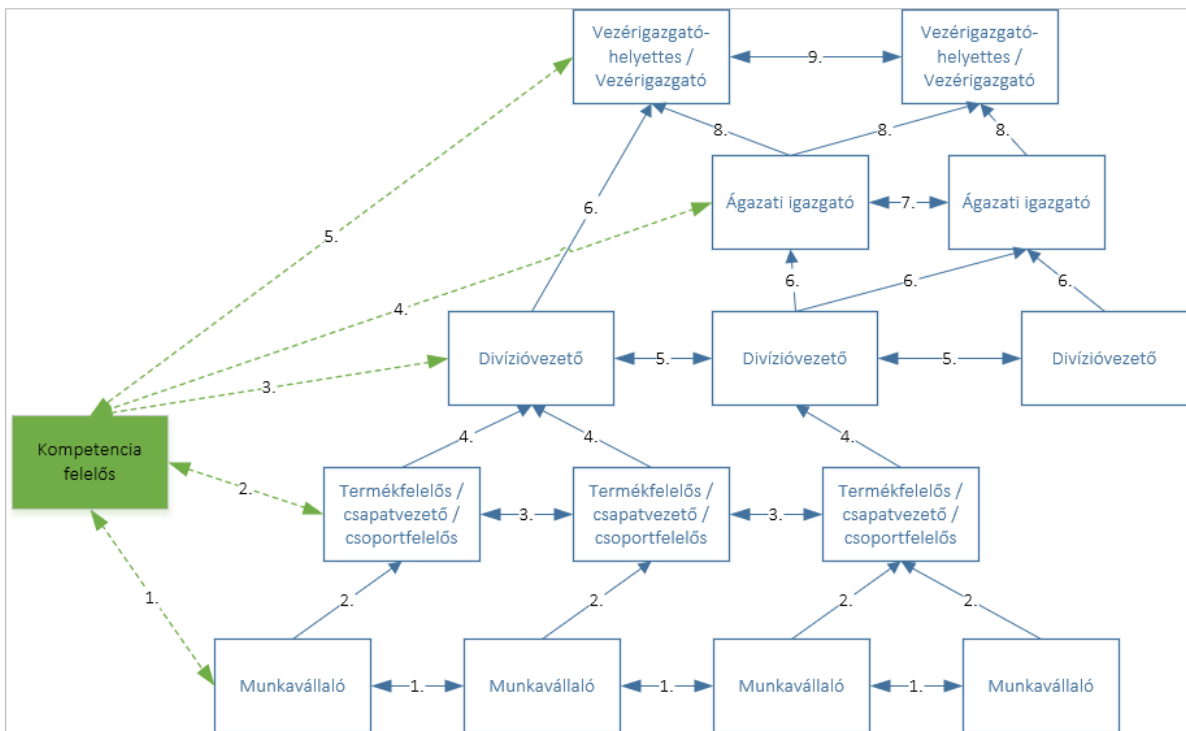 Vezérigazgató-
helyettes /
Vezérigazgató
9.
Vezérigazgató-
helyettes /
Vezérigazgató
8.
8.
8.
Ágazati igazgató
7.
Ágazati igazgató
6.
5.
4.
6.
6.
6.
Divízióvezető
5.
Divízióvezető
5.
Divízióvezető
3.
Kompetencia
felelős
4.
4.
4.
2.
Termékfelelős /
csapatvezető /
csoportfelelős
3.
Termékfelelős /
csapatvezető /
csoportfelelős
3.
Termékfelelős /
csapatvezető /
csoportfelelős
1.
2.
2.
2.
2.
Munkavállaló
1.
Munkavállaló
1.
Munkavállaló
1.
Munkavállaló